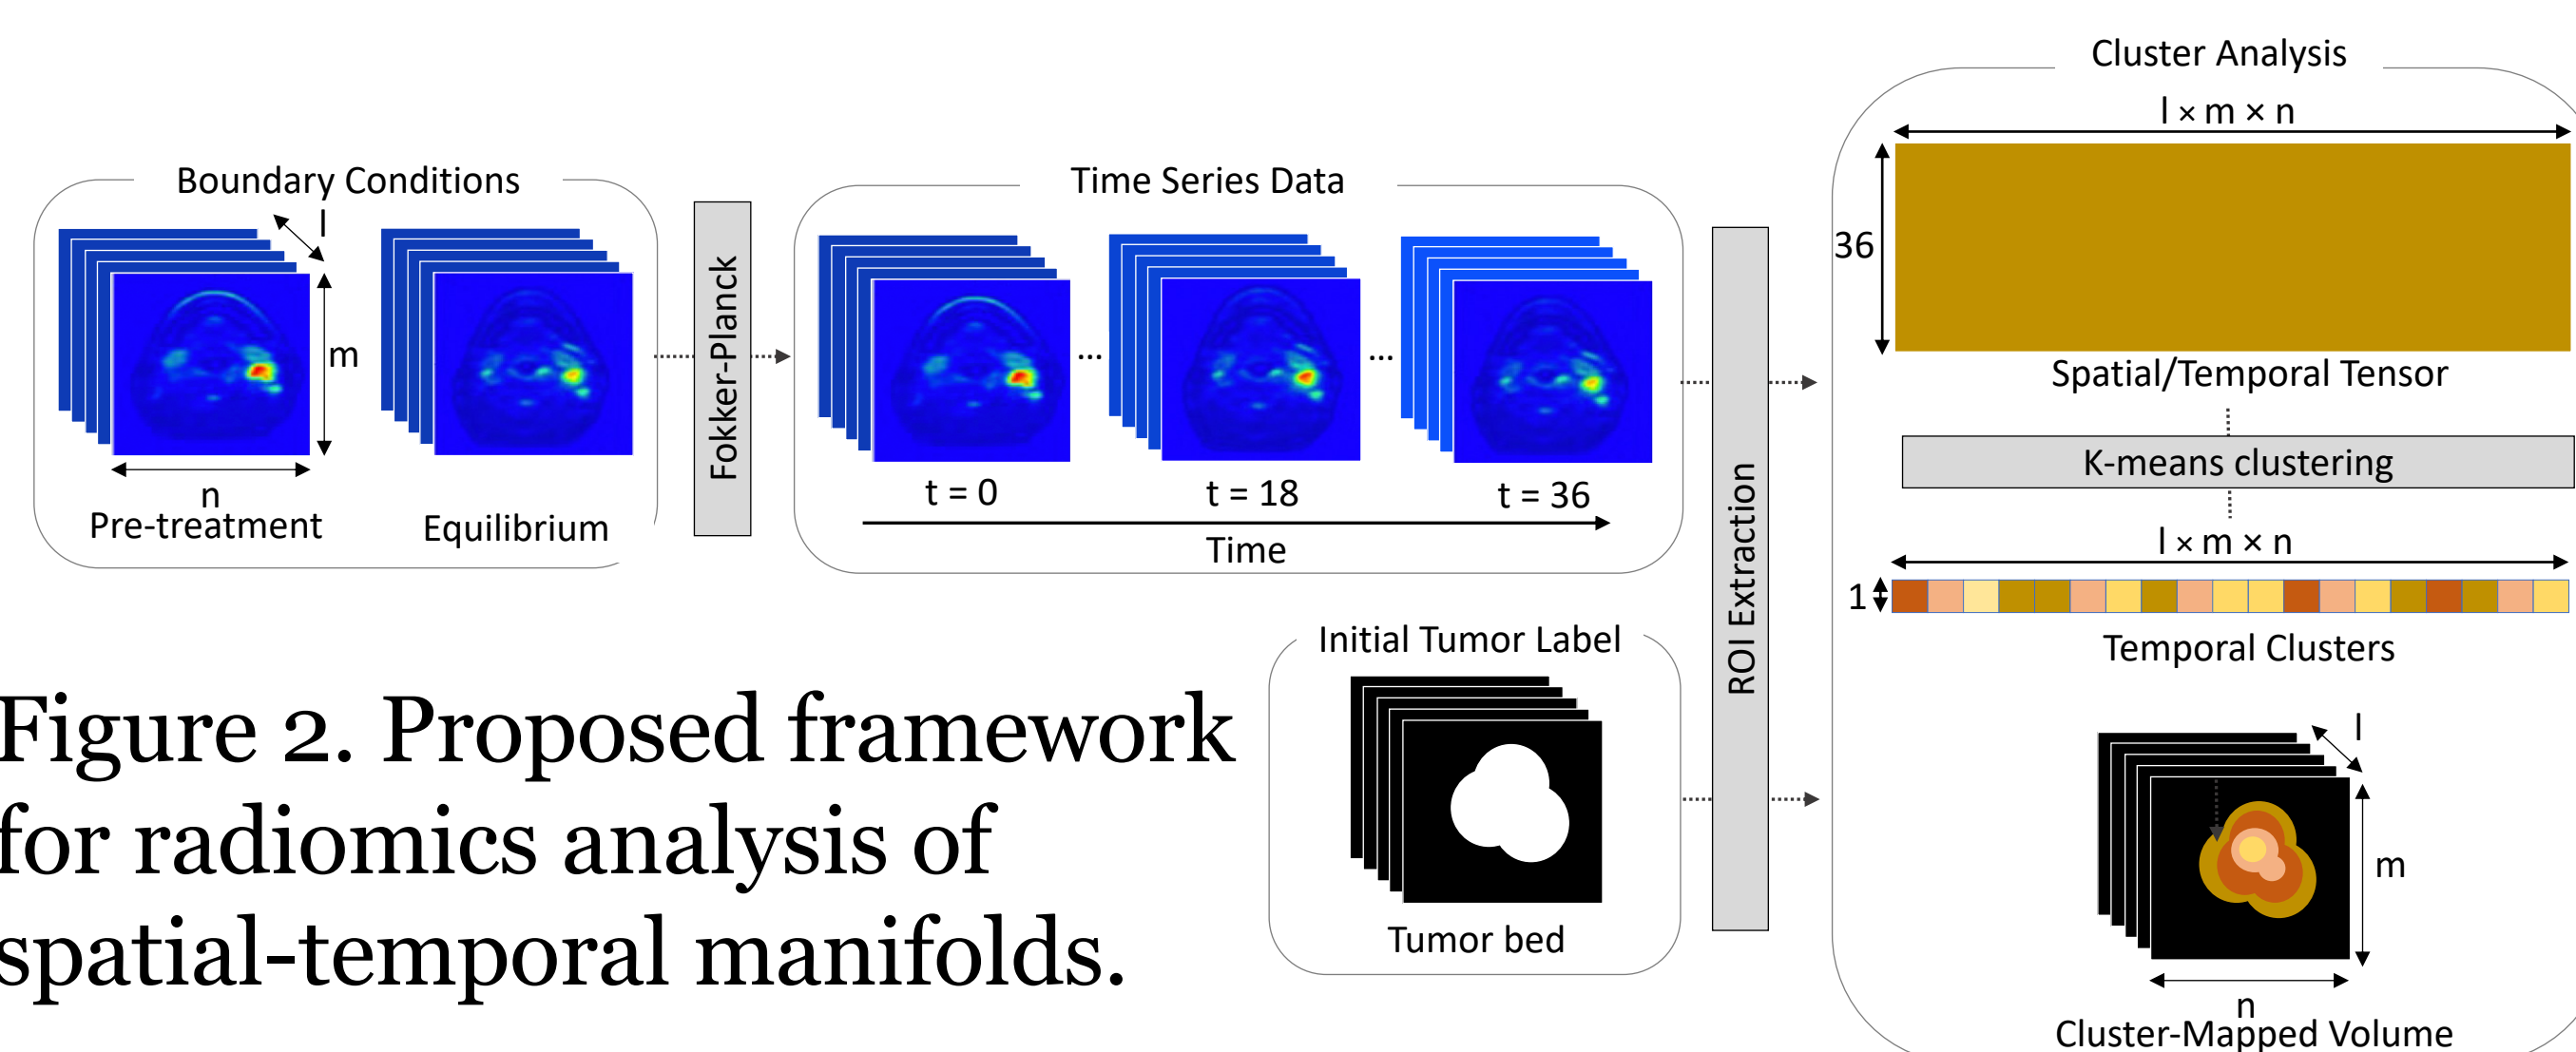 Boundary Conditions
l
m
n
Pre-treatment
Equilibrium
Fokker-Planck
Time Series Data
...
...
t = 0
t = 18
t = 36
Time
Initial Tumor Label
Tumor bed
ROI Extraction
Cluster Analysis
l × m × n
36
Spatial/Temporal Tensor
K-means clustering
l × m × n
1
Temporal Clusters
l
m
n
Cluster-Mapped Volume
Figure 2. Proposed framework
for radiomics analysis of
spatial-temporal manifolds.